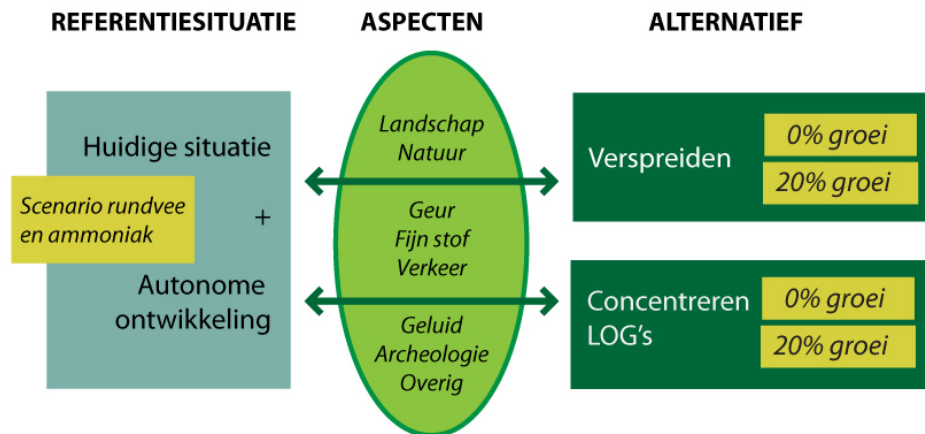 REFERENTIESITUATIE
ASPECTEN
ALTERNATIEF
Huidige situatie
Scenario rundvee
en ammoniak
+
Autonome
ontwikkeling
Landschap
Natuur
Geur
Fijn stof
Verkeer
Geluid
Archeologie
Overig
Verspreiden
0% groei
20% groei
Concentreren
LOG's
0% groei
20% groei